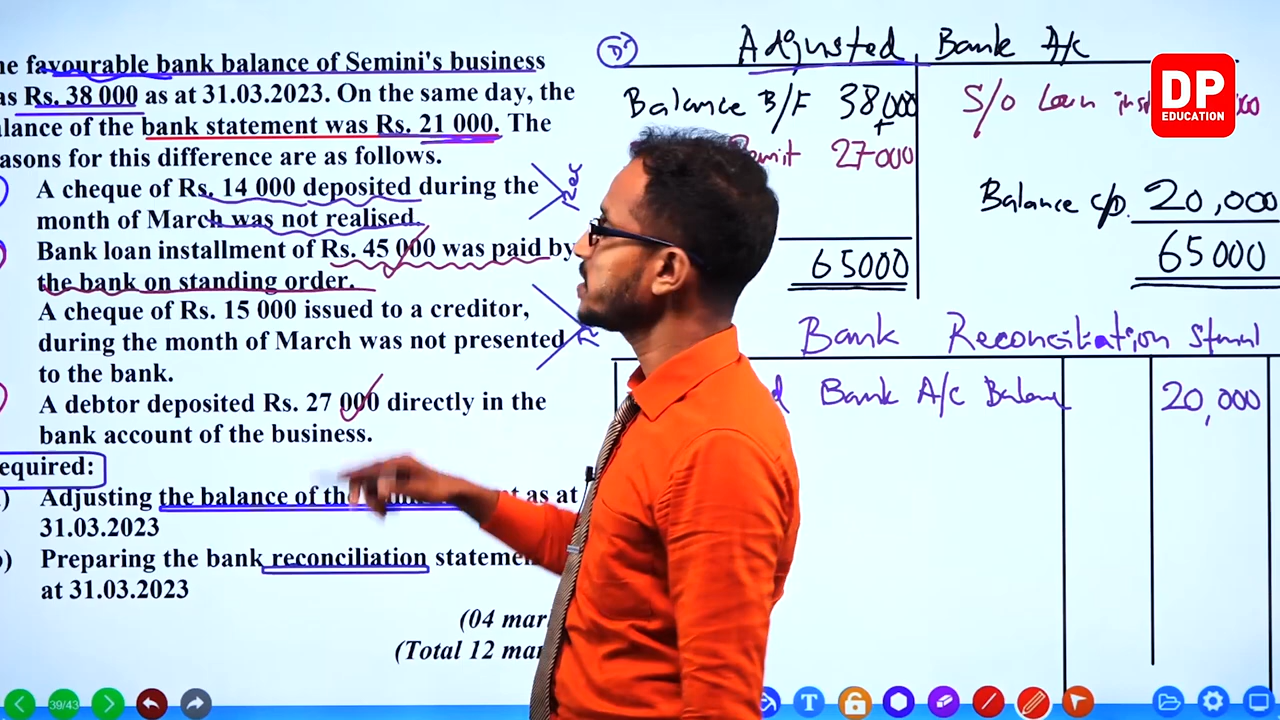 he favourable bank balance of Semini's business
as Rs. 38 000 as at 31.03.2023. On the same day, the
alance of the bank statement was Rs. 21 000. The
asons for this difference are as follows.
A cheque of Rs. 14 000 deposited during the
month of March was not realised.
Bank loan installment of Rs. 45 000 was paid by
the bank on standing order.
A cheque of Rs. 15 000 issued to a creditor,
during the month of March was not presented
to the bank.
A debtor deposited Rs. 27 000 directly in the
bank account of the business.
equired:
Adjusting the balance of the t as at
31.03.2023
) Preparing the bank reconciliation stateme
at 31.03.2023
(04 mar
(Total 12 mar
Adjusted Bank A/c
Balance B/F 38,000 S/o Loan
27000
Balance c/D. 20,000
65000 65000
Bank Reconciliation
Bank A/C 20,000
DP
EDUCATION
39/43
T